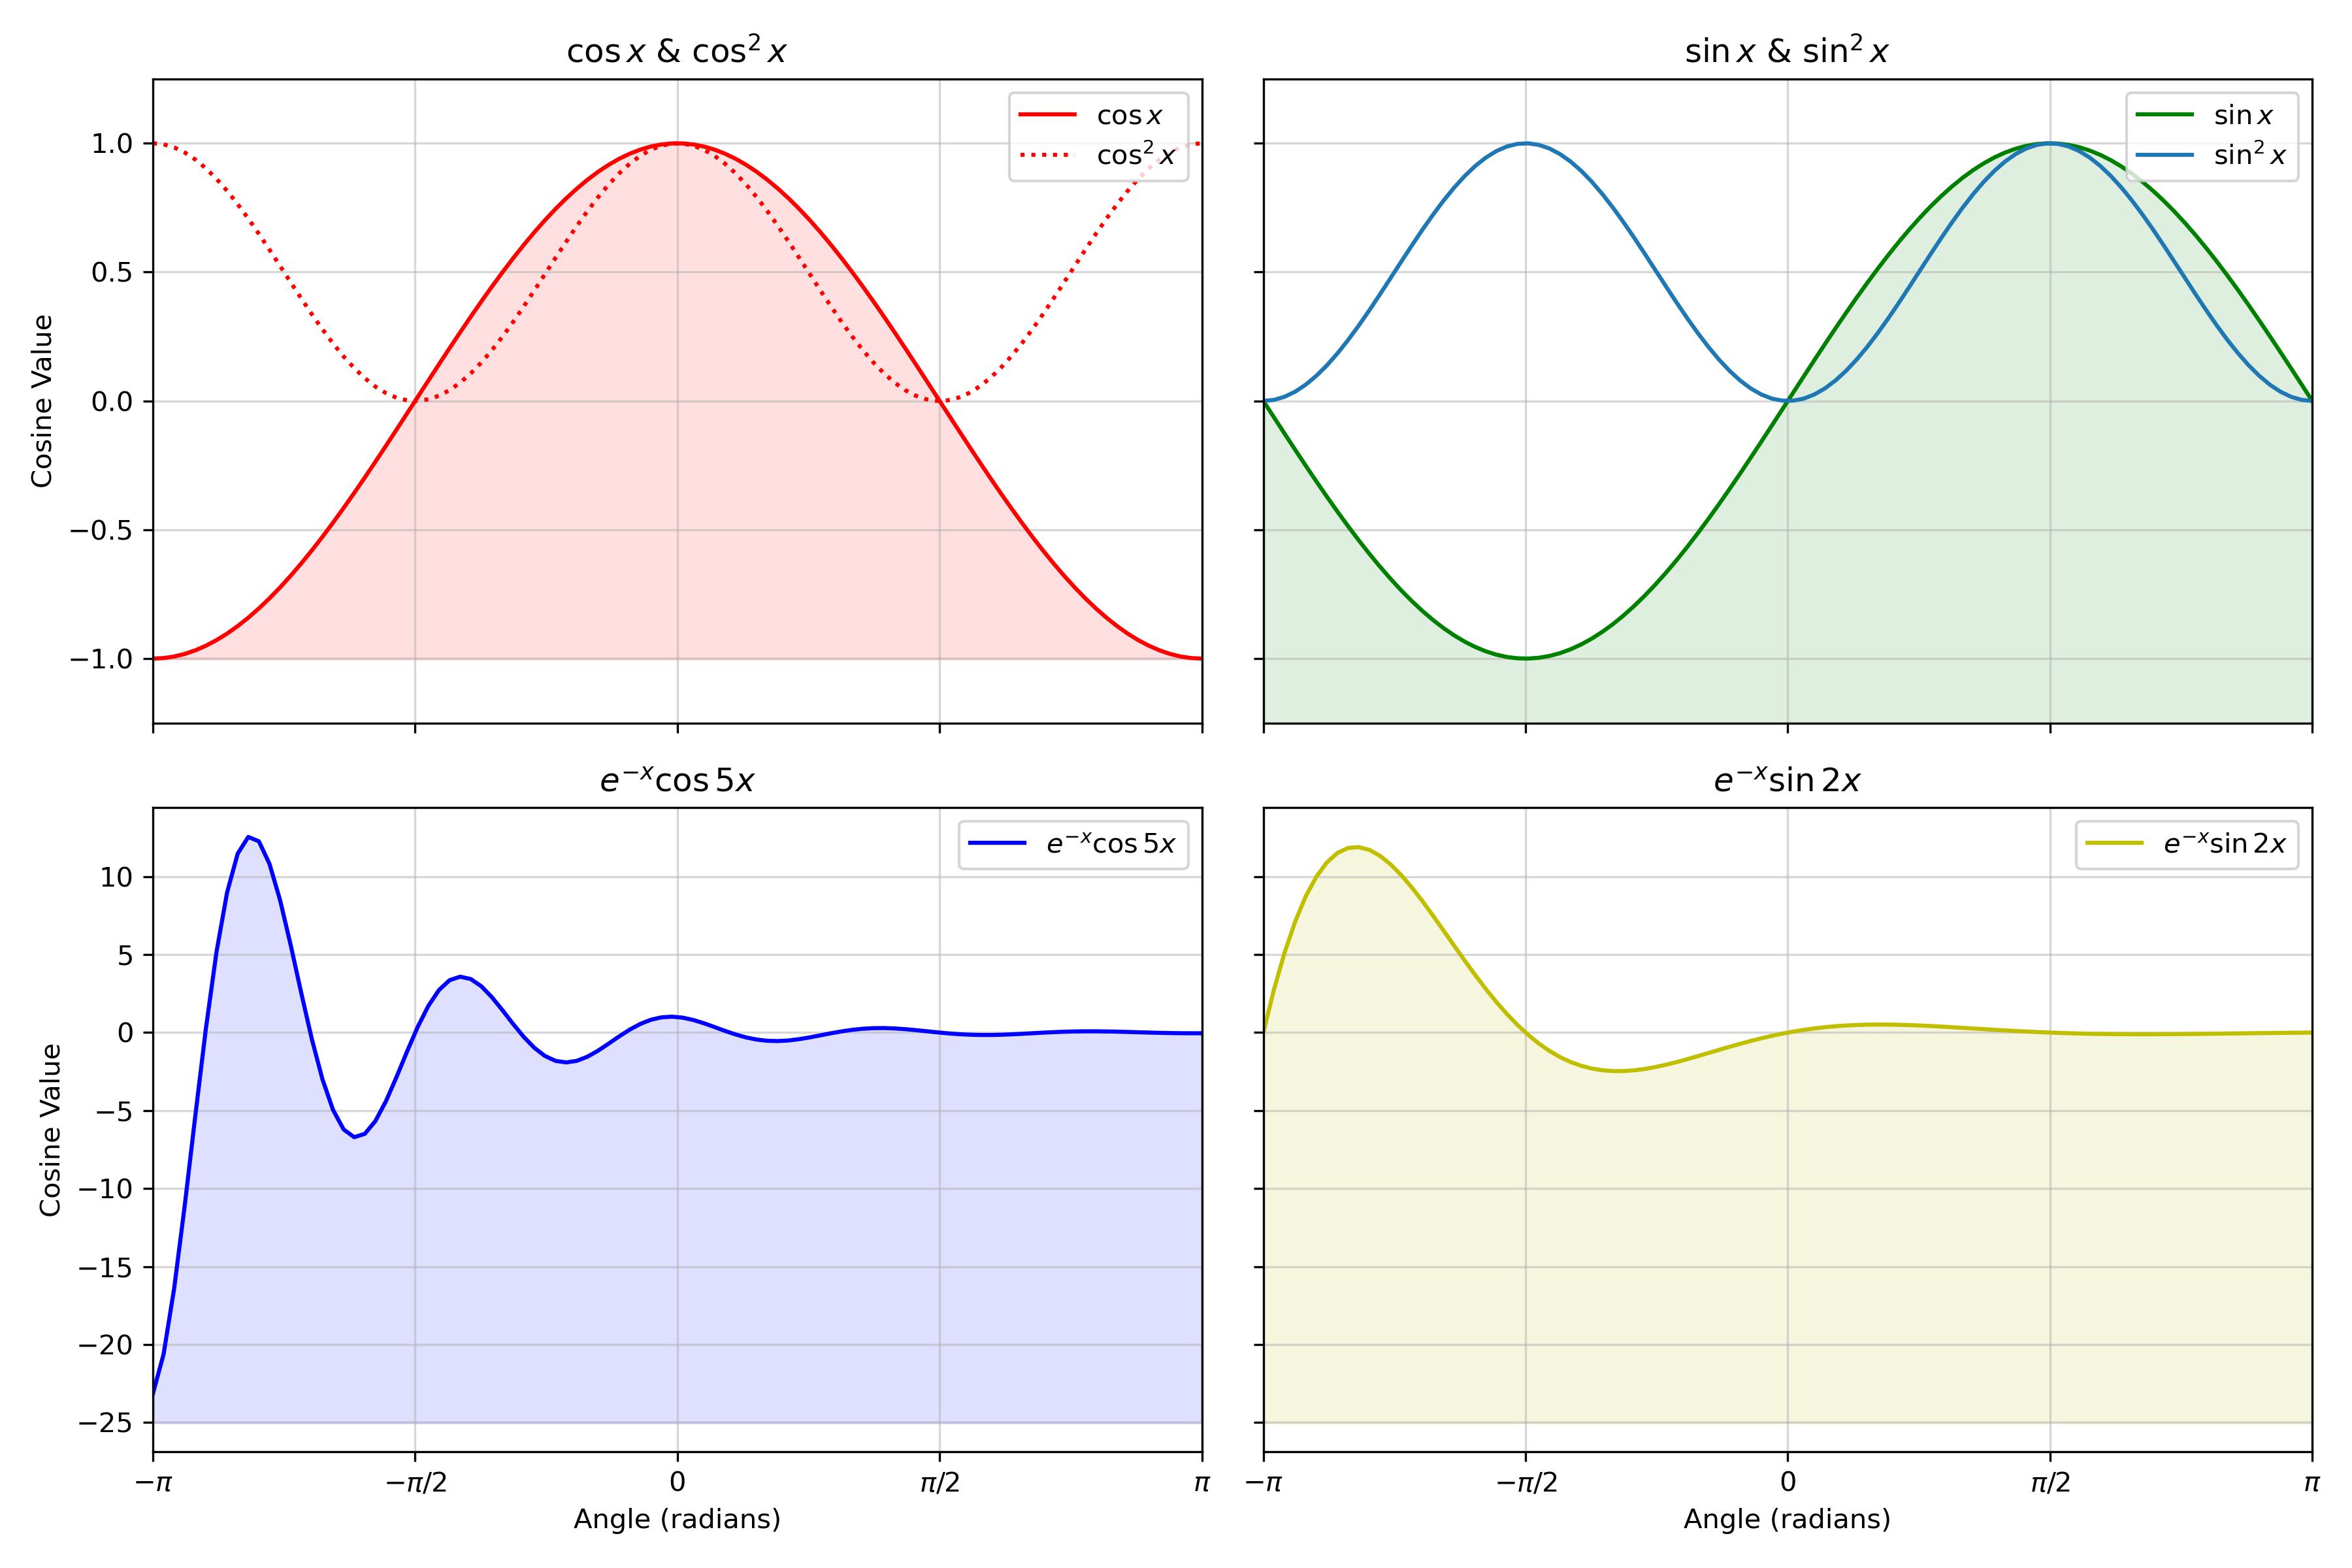 cos x & cos² x
cos x
cos² x
1.0
0.5
0.0
−0.5
−1.0
Cosine Value
sin x & sin² x
sin x
sin² x
e⁻ˣcos 5x
e⁻ˣcos 5x
10
5
0
−5
−10
−15
−20
−25
Cosine Value
−π −π/2 0 π/2 π
Angle (radians)
e⁻ˣsin 2x
e⁻ˣsin 2x
−π −π/2 0 π/2 π
Angle (radians)